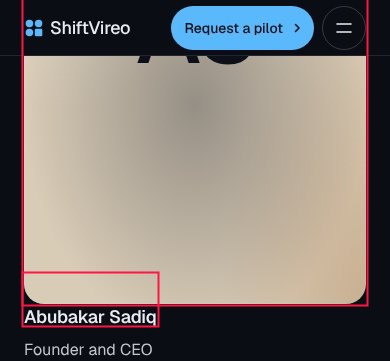 ShiftVireo
Request a pilot
Abubakar Sadiq
Founder and CEO